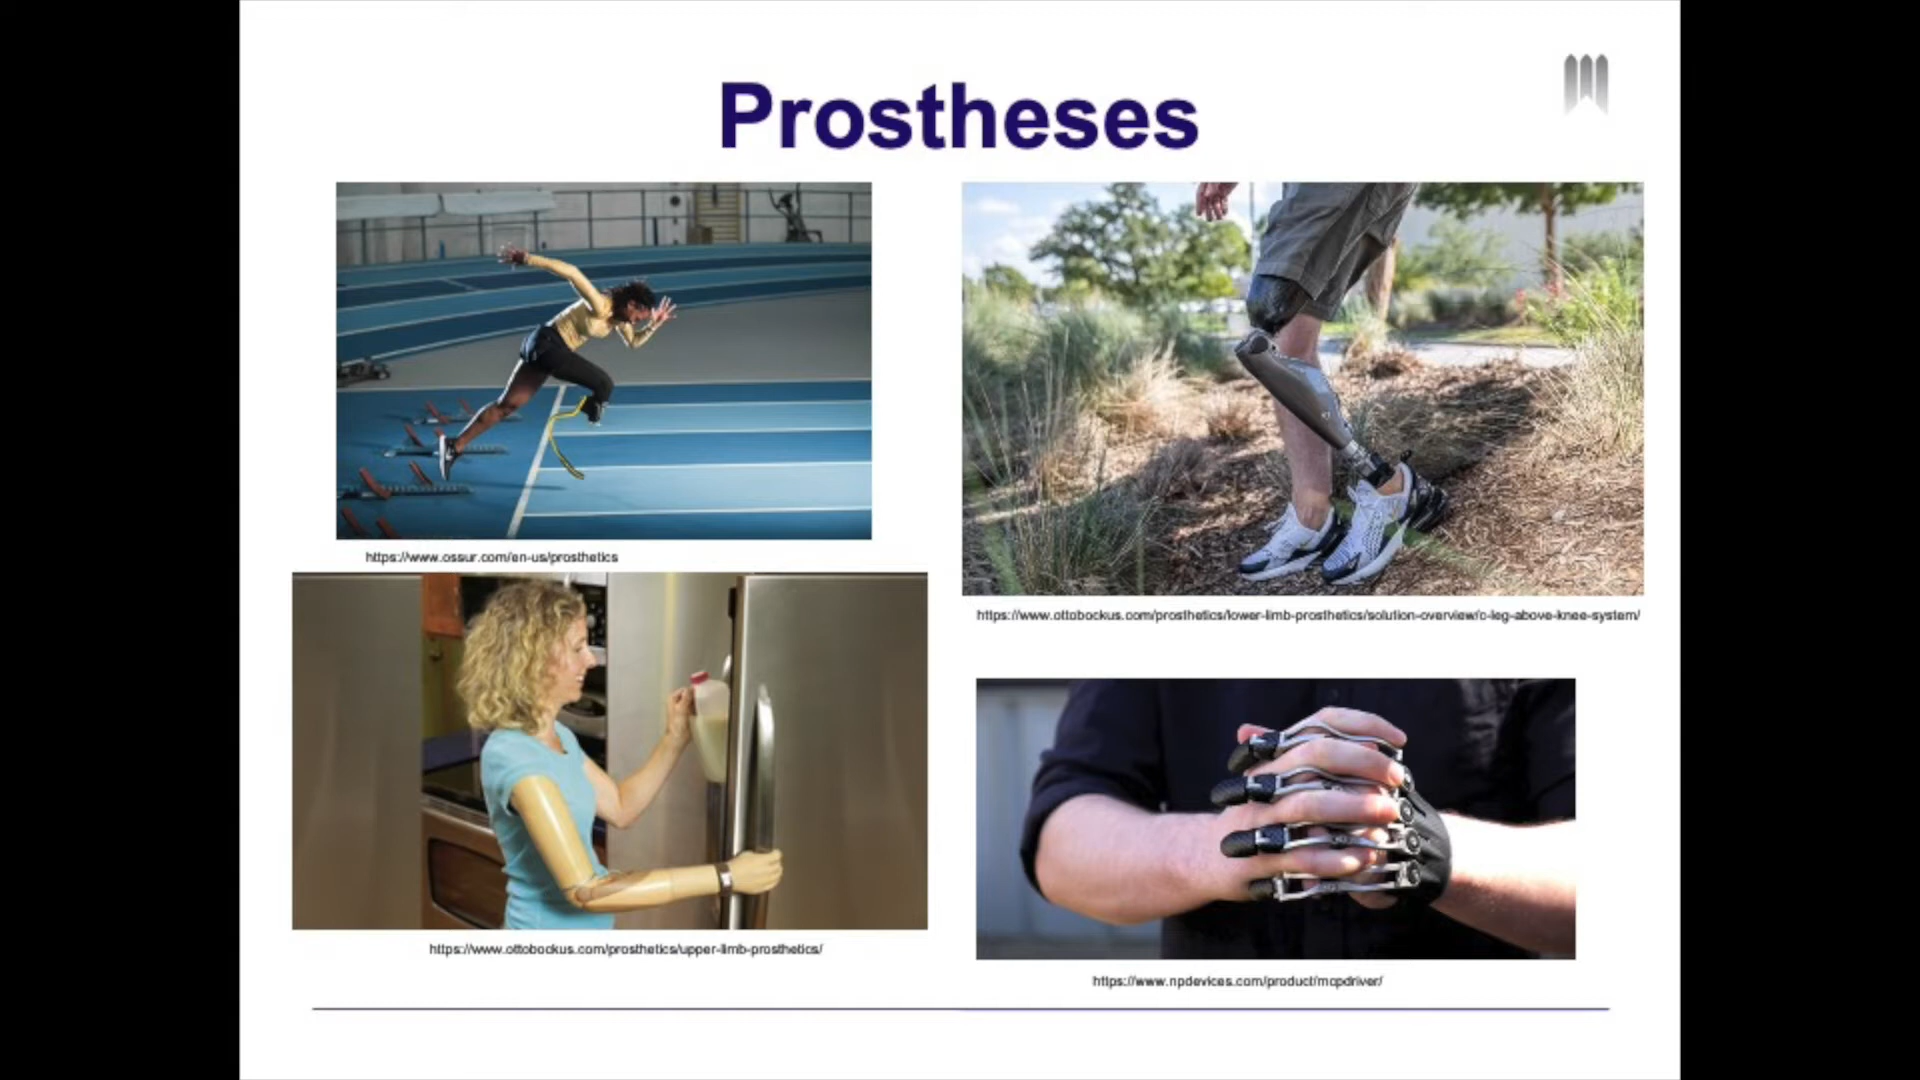 Prostheses
https://www.ossur.com/en-us/prosthetics
https://www.ottobockus.com/prosthetics/lower-limb-prosthetics/solution-overview/c-leg-above-knee-system/
https://www.ottobockus.com/prosthetics/upper-limb-prosthetics/
https://www.npdevices.com/product/mcpdriver/